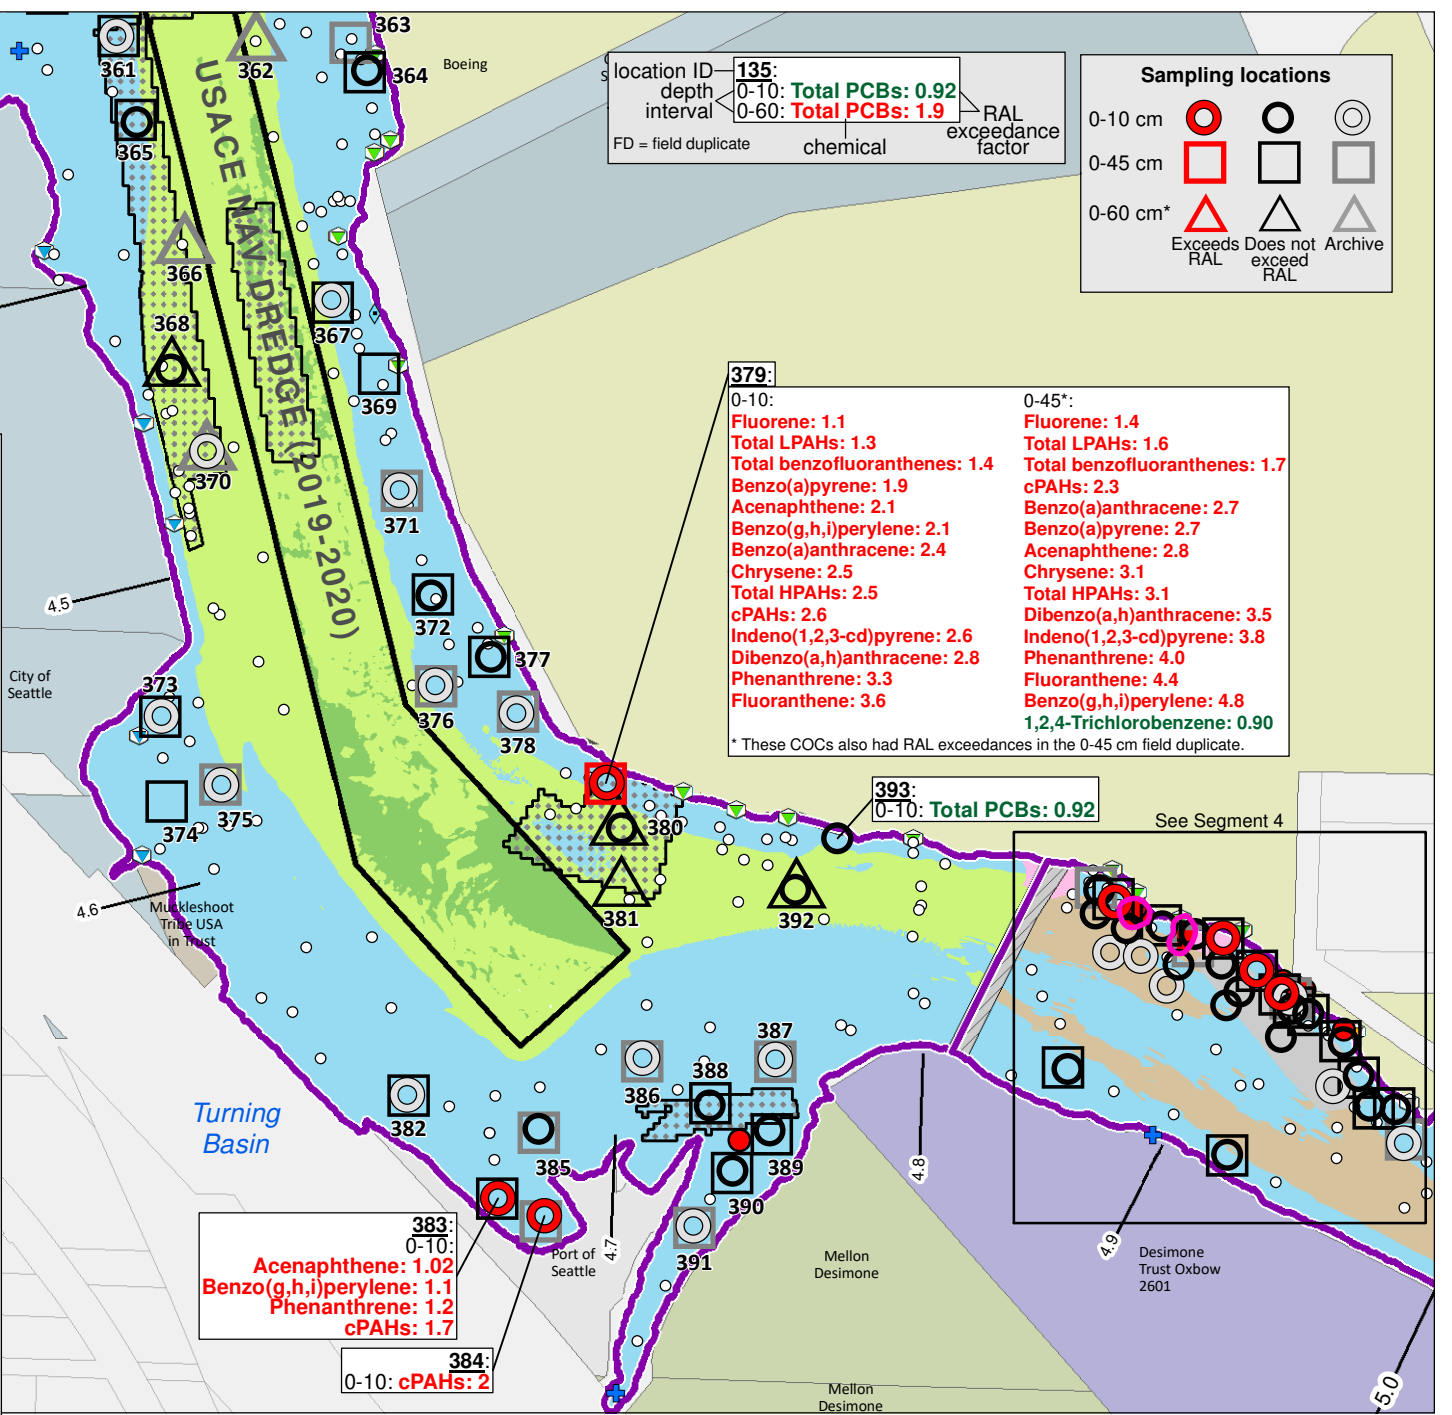 361
362
363
364
Boeing
365
366
367
368
369
370
371
372
373
374
375
376
377
378
380
381
382
385
386
387
388
389
390
391
392
USACE NAV DREDGE (2019-2020)
location ID
depth
interval
135:
0-10: Total PCBs: 0.92
0-60: Total PCBs: 1.9
RAL
exceedance
factor
FD = field duplicate
chemical
Sampling locations
0-10 cm
0-45 cm
0-60 cm*
Exceeds
RAL
Does not
exceed
RAL
Archive
379:
0-10:
Fluorene: 1.1
Total LPAHs: 1.3
Total benzofluoranthenes: 1.4
Benzo(a)pyrene: 1.9
Acenaphthene: 2.1
Benzo(g,h,i)perylene: 2.1
Benzo(a)anthracene: 2.4
Chrysene: 2.5
Total HPAHs: 2.5
cPAHs: 2.6
Indeno(1,2,3-cd)pyrene: 2.6
Dibenzo(a,h)anthracene: 2.8
Phenanthrene: 3.3
Fluoranthene: 3.6
0-45*:
Fluorene: 1.4
Total LPAHs: 1.6
Total benzofluoranthenes: 1.7
cPAHs: 2.3
Benzo(a)anthracene: 2.7
Benzo(a)pyrene: 2.7
Acenaphthene: 2.8
Chrysene: 3.1
Total HPAHs: 3.1
Dibenzo(a,h)anthracene: 3.5
Indeno(1,2,3-cd)pyrene: 3.8
Phenanthrene: 4.0
Fluoranthene: 4.4
Benzo(g,h,i)perylene: 4.8
1,2,4-Trichlorobenzene: 0.90
* These COCs also had RAL exceedances in the 0-45 cm field duplicate.
393:
0-10: Total PCBs: 0.92
See Segment 4
4.5
City of
Seattle
4.6
Muckleshoot
Tribe USA
in Trust
Turning
Basin
383:
0-10:
Acenaphthene: 1.02
Benzo(g,h,i)perylene: 1.1
Phenanthrene: 1.2
cPAHs: 1.7
384:
0-10: cPAHs: 2
Port of
Seattle
4.7
4.8
4.9
5.0
Mellon
Desimone
Desimone
Trust Oxbow
2601
Mellon
Desimone